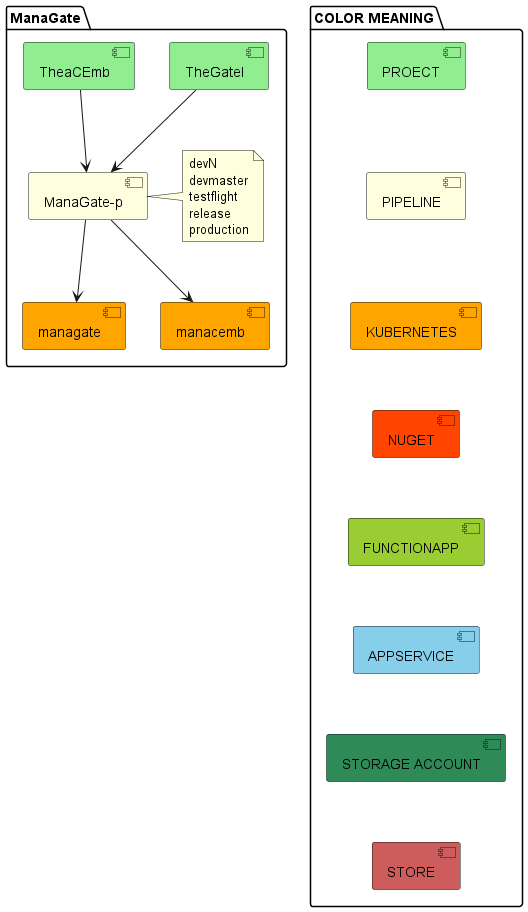 ManaGate
TheaCEmb
TheGateI
ManaGate-p
devN
devmaster
testflight
release
production
managate
manacemb
COLOR MEANING
PROECT
PIPELINE
KUBERNETES
NUGET
FUNCTIONAPP
APPSERVICE
STORAGE ACCOUNT
STORE